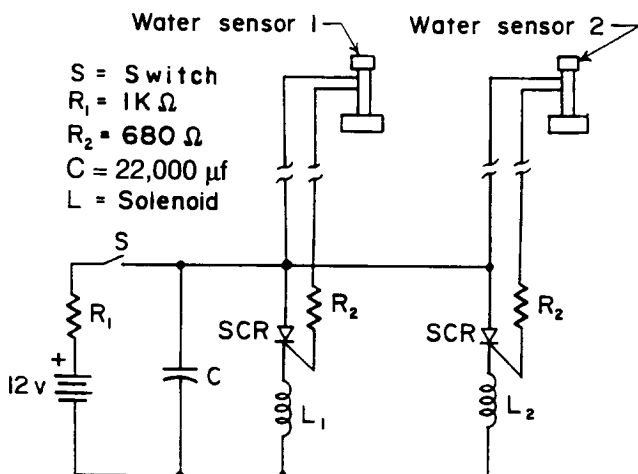 Water sensor 1
Water sensor 2
S = Switch
R₁ = 1K Ω
R₂ = 680 Ω
C = 22,000 μf
L = Solenoid
S
R₁
+
12 v
C
SCR
R₂
L₁
SCR
R₂
L₂